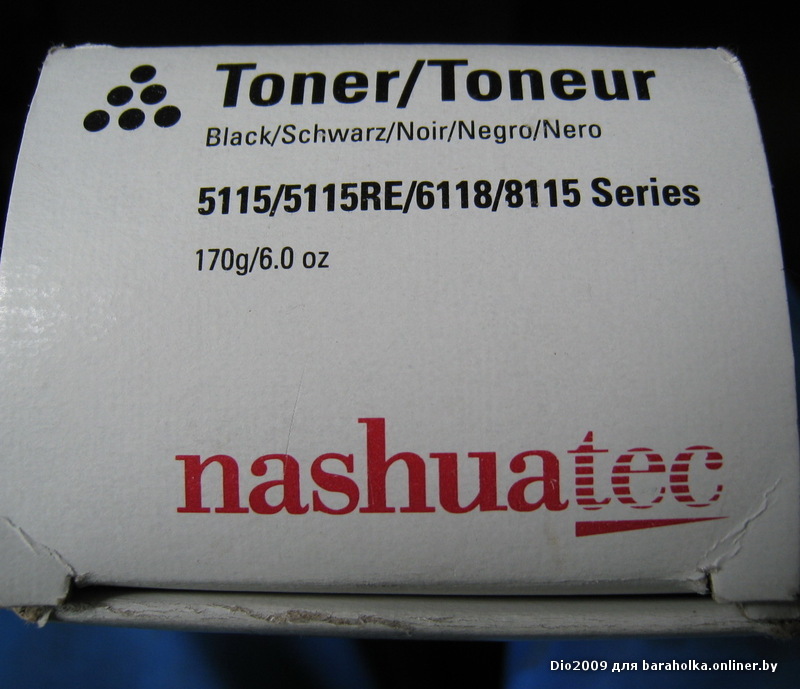 Toner/Toneur
Black/Schwarz/Noir/Negro/Nero
5115/5115RE/6118/8115 Series
170g/6.0 oz
nashuatec
Dio2009 для baraholka.onliner.by